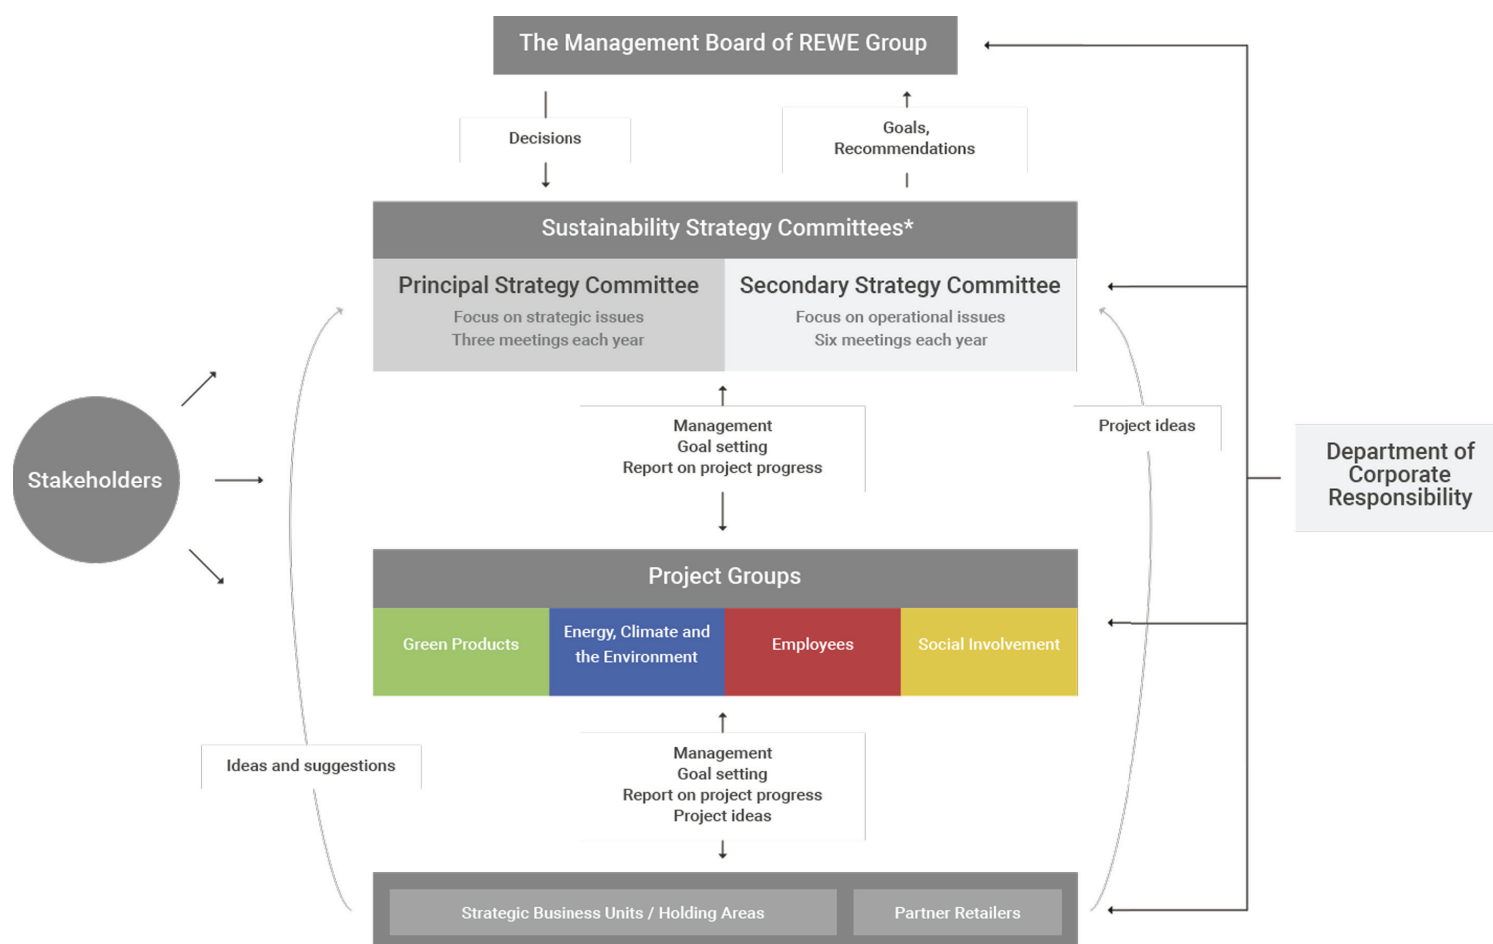 The Management Board of REWE Group
Decisions
Goals,
Recommendations
Sustainability Strategy Committees*
Principal Strategy Committee
Focus on strategic issues
Three meetings each year
Secondary Strategy Committee
Focus on operational issues
Six meetings each year
Management
Goal setting
Report on project progress
Project ideas
Stakeholders
Department of
Corporate
Responsibility
Project Groups
Green Products
Energy, Climate and
the Environment
Employees
Social Involvement
Ideas and suggestions
Management
Goal setting
Report on project progress
Project ideas
Strategic Business Units / Holding Areas
Partner Retailers